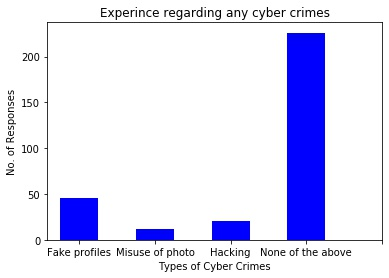 Experince regarding any cyber crimes
No. of Responses
200
150
100
50
0
Fake profiles Misuse of photo Hacking None of the above
Types of Cyber Crimes